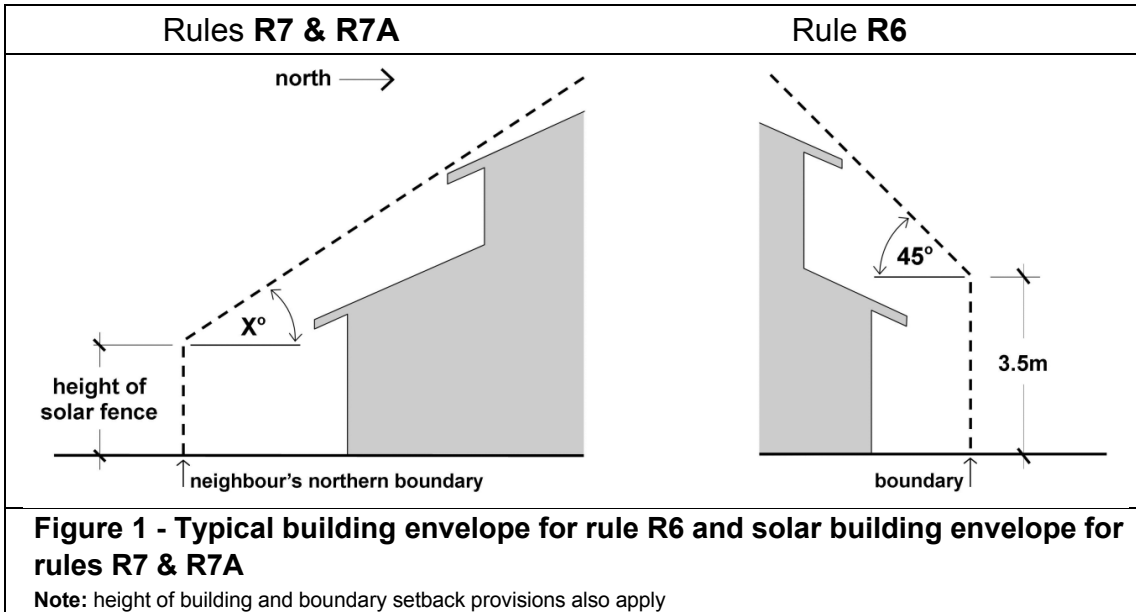 Rules R7 & R7A
Rule R6
north
X°
height of
solar fence
neighbour's northern boundary
45°
3.5m
boundary
Figure 1 - Typical building envelope for rule R6 and solar building envelope for
rules R7 & R7A
Note: height of building and boundary setback provisions also apply